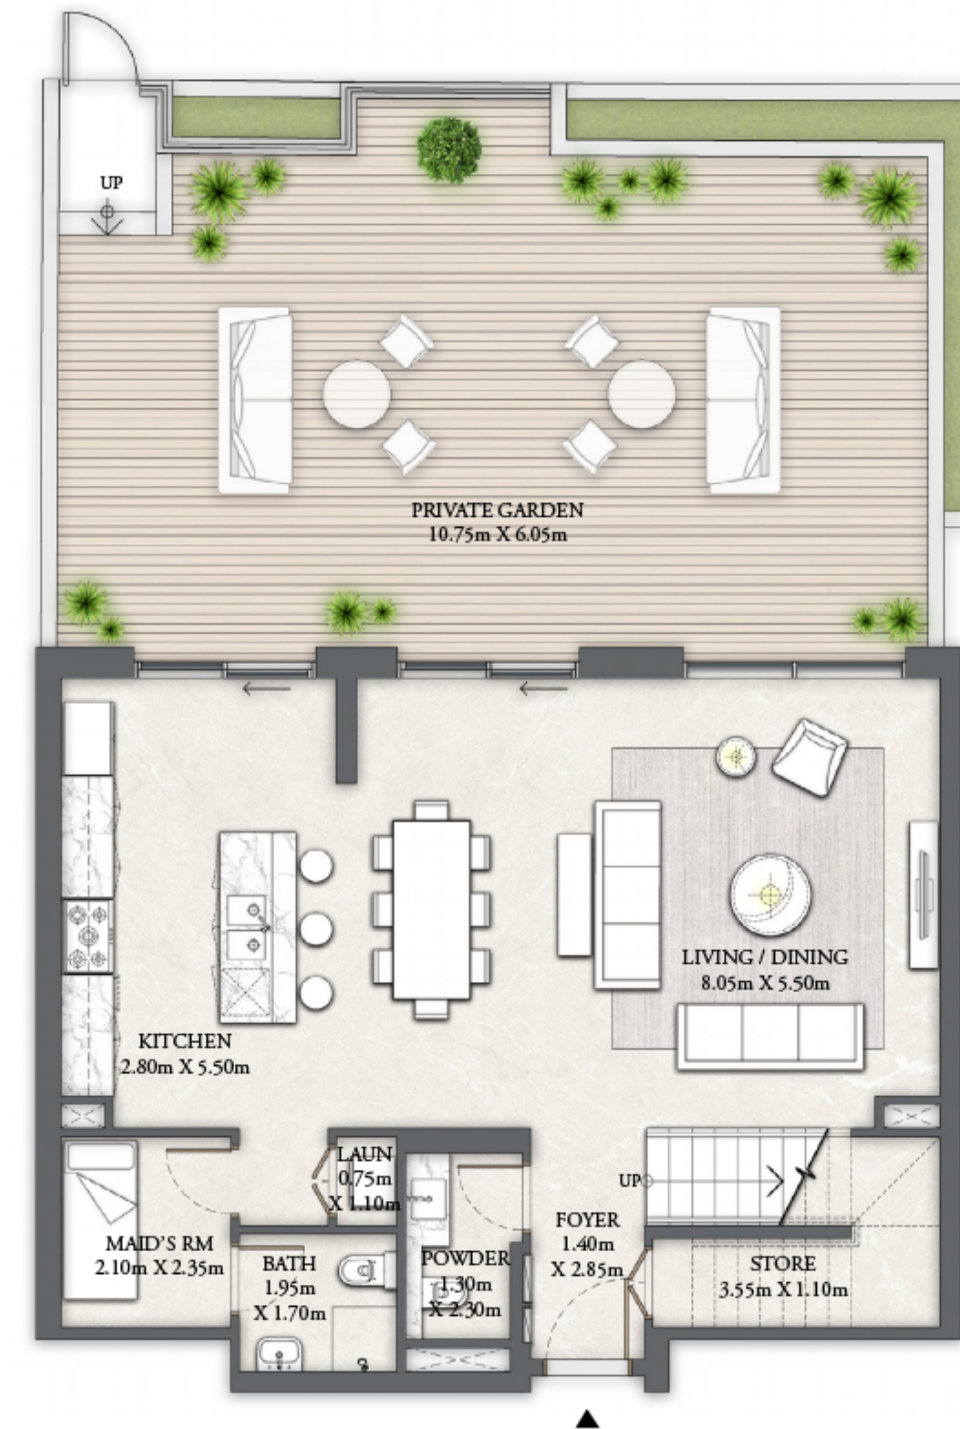 UP
PRIVATE GARDEN
10.75m X 6.05m
LIVING / DINING
8.05m X 5.50m
KITCHEN
2.80m X 5.50m
LAUN.
0.75m
X 1.10m
UP
FOYER
1.40m
X 2.85m
MAID'S RM
2.10m X 2.35m
BATH
1.95m
X 1.70m
POWDER
1.30m
X 2.30m
STORE
3.55m X 1.10m